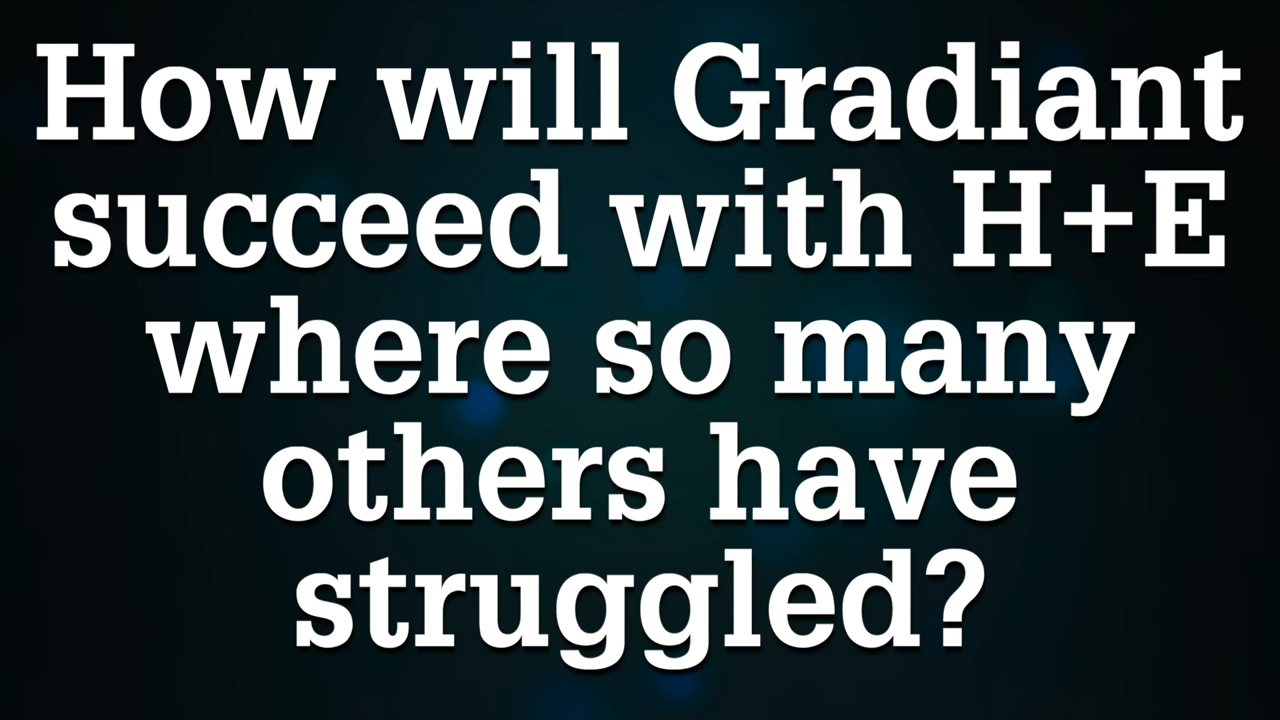 How will Gradiant
succeed with H+E
where so many
others have
struggled?